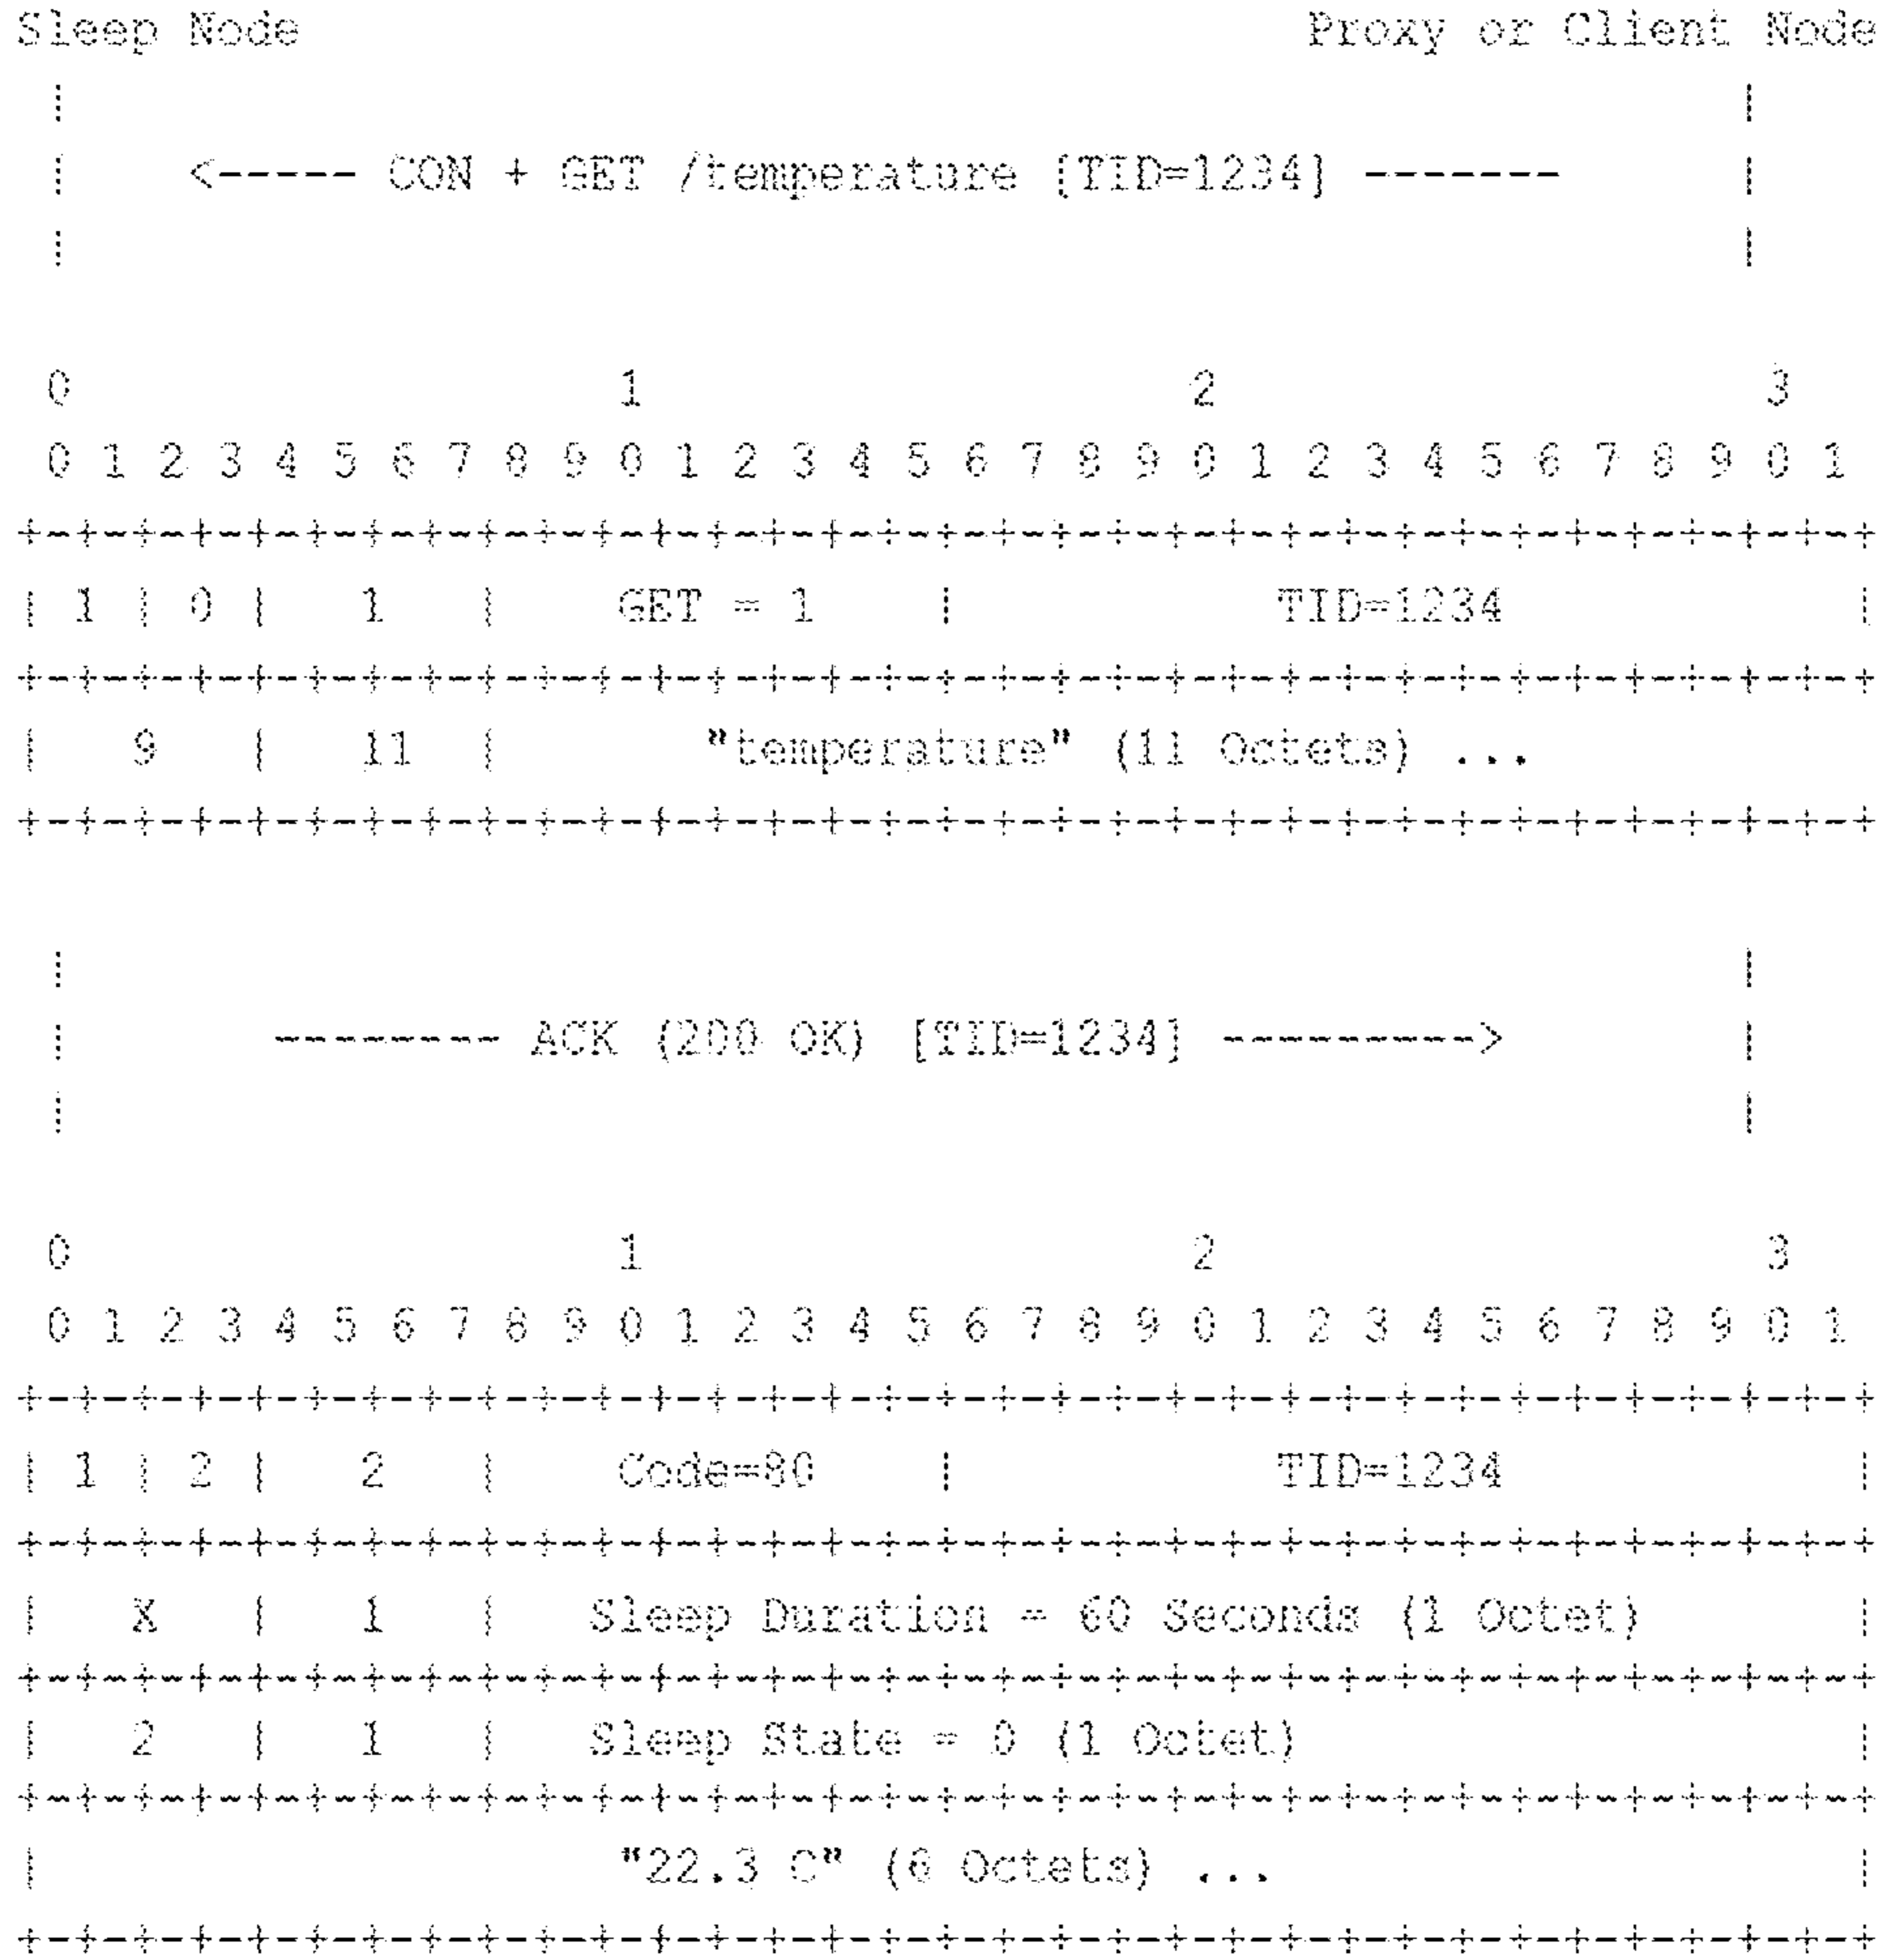 Sleep Node                                   Proxy or Client Node
 |                                                          |
 |    <----- CON + GET /temperature [TID=1234] -------      |
 |                                                          |
 0                   1                   2                   3
 0 1 2 3 4 5 6 7 8 9 0 1 2 3 4 5 6 7 8 9 0 1 2 3 4 5 6 7 8 9 0 1
+-+-+-+-+-+-+-+-+-+-+-+-+-+-+-+-+-+-+-+-+-+-+-+-+-+-+-+-+-+-+-+-+
| 1 | 0 |   1   |    GET = 1    |           TID=1234            |
+-+-+-+-+-+-+-+-+-+-+-+-+-+-+-+-+-+-+-+-+-+-+-+-+-+-+-+-+-+-+-+-+
|   9   |   11  |       "temperature" (11 Octets) ...
+-+-+-+-+-+-+-+-+-+-+-+-+-+-+-+-+-+-+-+-+-+-+-+-+-+-+-+-+-+-+-+-+
 |                                                          |
 |       -------- ACK (200 OK) [TID=1234] --------->        |
 |                                                          |
 0                   1                   2                   3
 0 1 2 3 4 5 6 7 8 9 0 1 2 3 4 5 6 7 8 9 0 1 2 3 4 5 6 7 8 9 0 1
+-+-+-+-+-+-+-+-+-+-+-+-+-+-+-+-+-+-+-+-+-+-+-+-+-+-+-+-+-+-+-+-+
| 1 | 2 |   2   |    Code=80    |           TID=1234            |
+-+-+-+-+-+-+-+-+-+-+-+-+-+-+-+-+-+-+-+-+-+-+-+-+-+-+-+-+-+-+-+-+
|   X   |   1   |   Sleep Duration = 60 Seconds (1 Octet)       |
+-+-+-+-+-+-+-+-+-+-+-+-+-+-+-+-+-+-+-+-+-+-+-+-+-+-+-+-+-+-+-+-+
|   2   |   1   |   Sleep State = 0 (1 Octet)                   |
+-+-+-+-+-+-+-+-+-+-+-+-+-+-+-+-+-+-+-+-+-+-+-+-+-+-+-+-+-+-+-+-+
|                    "22.3 C" (6 Octets) ...                    |
+-+-+-+-+-+-+-+-+-+-+-+-+-+-+-+-+-+-+-+-+-+-+-+-+-+-+-+-+-+-+-+-+